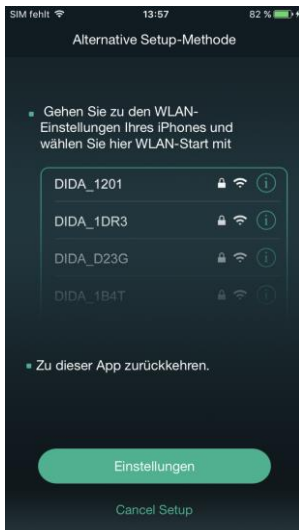 SIM fehlt 13:57 82 %
Alternative Setup-Methode
Gehen Sie zu den WLAN-
Einstellungen Ihres iPhones und
wählen Sie hier WLAN-Start mit
DIDA_1201
DIDA_1DR3
DIDA_D23G
DIDA_1B4T
Zu dieser App zurückkehren.
Einstellungen
Cancel Setup